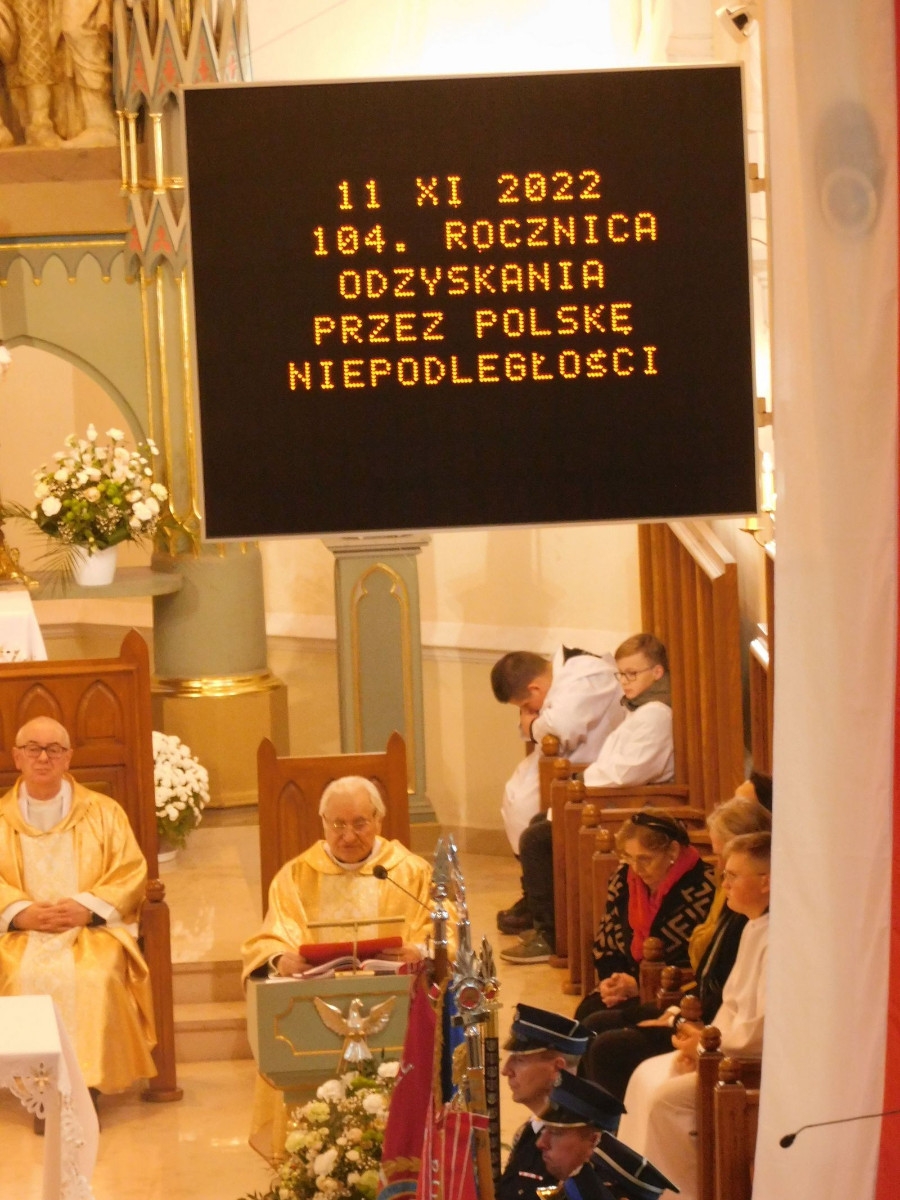 11 XI 2022
104. ROCZNICA
ODZYSKANIA
PRZEZ POLSKĘ
NIEPODLEGŁOŚCI